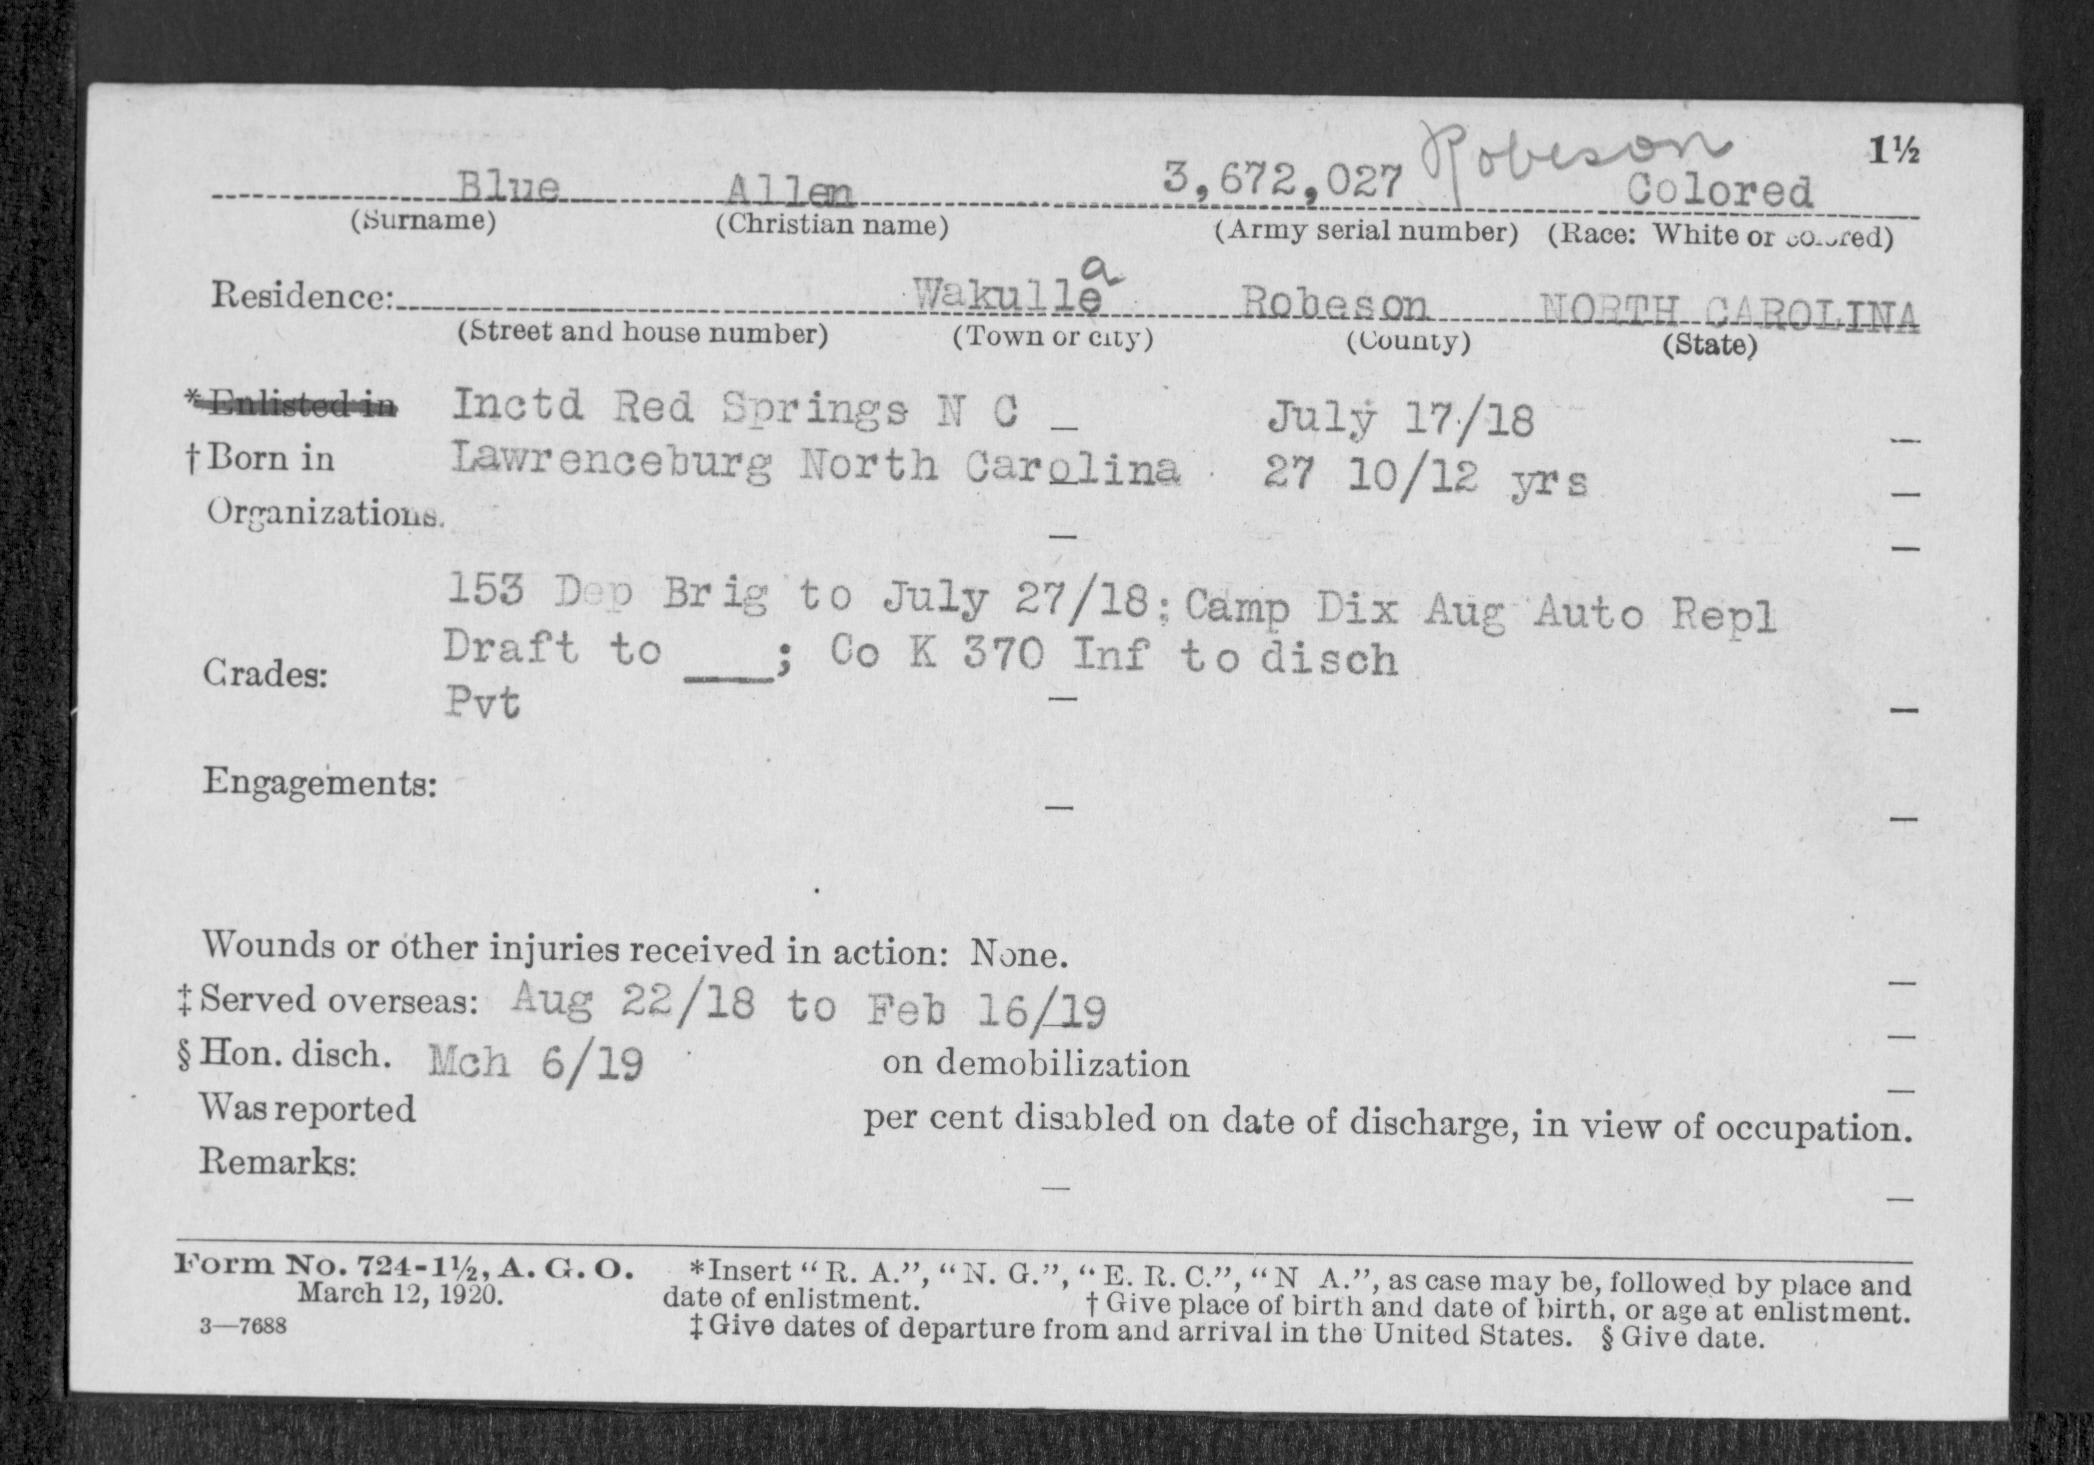 Robeson 1½
Blue Allen 3,672,027 Colored
(Surname) (Christian name) (Army serial number) (Race: White or colored)
Residence: Wakulle a Robeson NORTH CAROLINA
(Street and house number) (Town or city) (County) (State)
*Enlisted in Inctd Red Springs N C — July 17/18 —
†Born in Lawrenceburg North Carolina 27 10/12 yrs —
Organizations. — —
153 Dep Brig to July 27/18; Camp Dix Aug Auto Repl
Draft to ___; Co K 370 Inf to disch
Grades:
Pvt — —
Engagements: — —
Wounds or other injuries received in action: None. —
‡Served overseas: Aug 22/18 to Feb 16/19 —
§Hon. disch. Mch 6/19 on demobilization —
Was reported per cent disabled on date of discharge, in view of occupation.
Remarks: — —
Form No. 724-1½, A. G. O. *Insert “R. A.”, “N. G.”, “E. R. C.”, “N A.”, as case may be, followed by place and
March 12, 1920. date of enlistment. †Give place of birth and date of birth, or age at enlistment.
3—7688 ‡Give dates of departure from and arrival in the United States. §Give date.